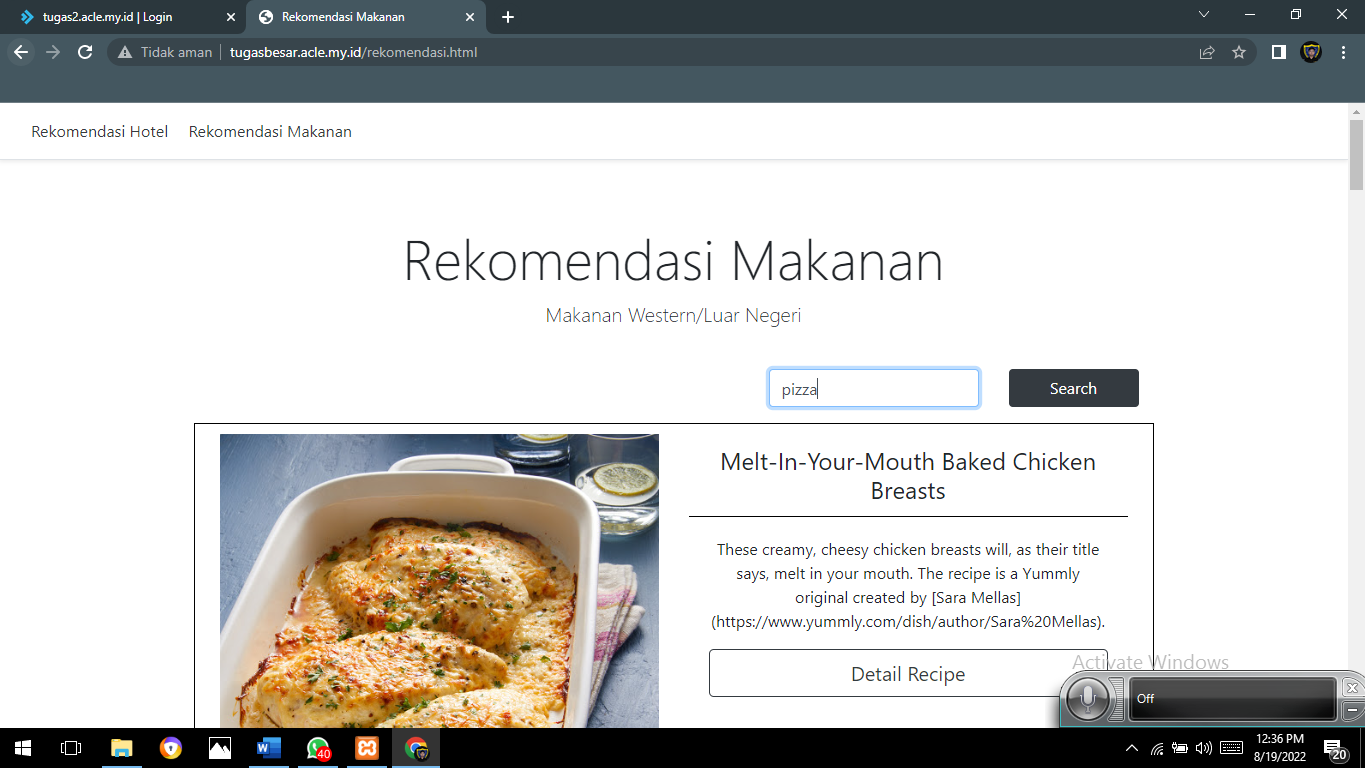 tugas2.acle.my.id | Login
Rekomendasi Makanan
Tidak aman
tugasbesar.acle.my.id/rekomendasi.html
Rekomendasi Hotel
Rekomendasi Makanan
Rekomendasi Makanan
Makanan Western/Luar Negeri
pizza
Search
Melt-In-Your-Mouth Baked Chicken
Breasts
These creamy, cheesy chicken breasts will, as their title
says, melt in your mouth. The recipe is a Yummly
original created by [Sara Mellas]
(https://www.yummly.com/dish/author/Sara%20Mellas).
Detail Recipe
Activate Windows
Off
40
12:36 PM
8/19/2022
20